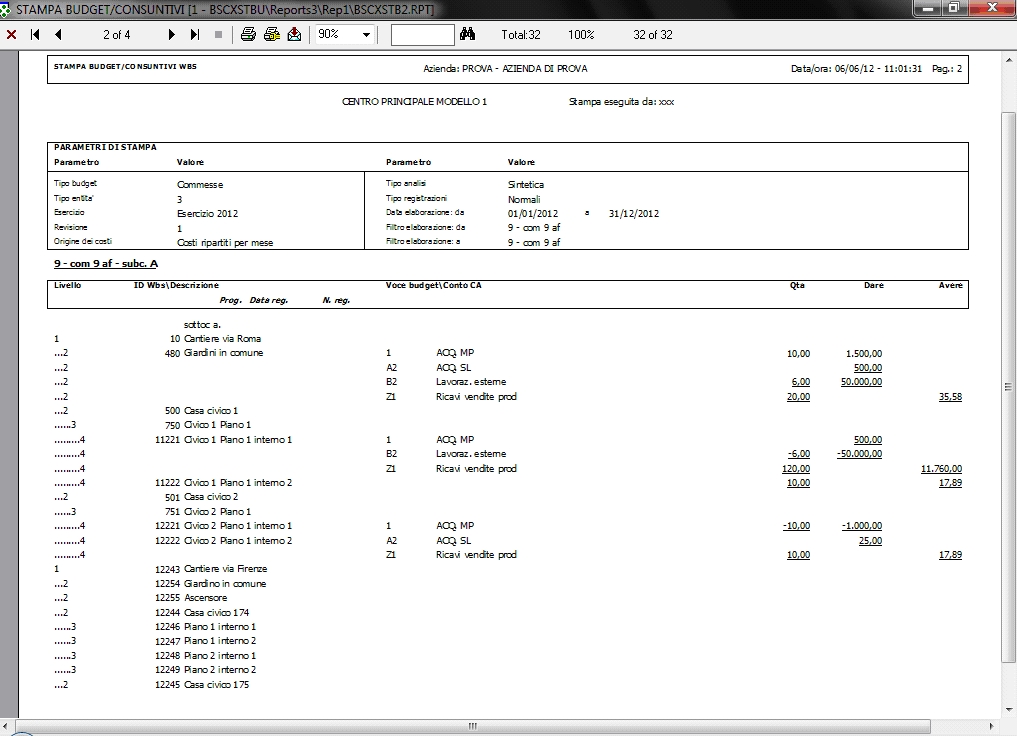 STAMPA BUDGET/CONSUNTIVI [1 - BSCXSTBU\Reports3\Rep1\BSCXSTB2.RPT]
2 of 4 90% Total:32 100% 32 of 32
STAMPA BUDGET/CONSUNTIVI WBS Azienda: PROVA - AZIENDA DI PROVA Data/ora: 06/06/12 - 11:01:31 Pag.: 2
CENTRO PRINCIPALE MODELLO 1 Stampa eseguita da: xxx
PARAMETRI DI STAMPA
Parametro Valore Parametro Valore
Tipo budget Commesse Tipo analisi Sintetica
Tipo entita' 3 Tipo registrazioni Normali
Esercizio Esercizio 2012 Data elaborazione: da 01/01/2012 a 31/12/2012
Revisione 1 Filtro elaborazione: da 9 - com 9 af
Origine dei costi Costi ripartiti per mese Filtro elaborazione: a 9 - com 9 af
9 - com 9 af - subc. A
Livello ID Wbs\Descrizione Voce budget\Conto CA Qta Dare Avere
Prog. Data reg. N. reg.
sottoc a.
1 10 Cantiere via Roma
...2 480 Giardini in comune 1 ACQ. MP 10,00 1.500,00
...2 A2 ACQ. SL 500,00
...2 B2 Lavoraz. esterne 6,00 50.000,00
...2 Z1 Ricavi vendite prod 20,00 35,58
...2 500 Casa civico 1
......3 750 Civico 1 Piano 1
.........4 11221 Civico 1 Piano 1 interno 1 1 ACQ. MP 500,00
.........4 B2 Lavoraz. esterne -6,00 -50.000,00
.........4 Z1 Ricavi vendite prod 120,00 11.760,00
.........4 11222 Civico 1 Piano 1 interno 2 10,00 17,89
...2 501 Casa civico 2
......3 751 Civico 2 Piano 1
.........4 12221 Civico 2 Piano 1 interno 1 1 ACQ. MP -10,00 -1.000,00
.........4 12222 Civico 2 Piano 1 interno 2 A2 ACQ. SL 25,00
.........4 Z1 Ricavi vendite prod 10,00 17,89
1 12243 Cantiere via Firenze
...2 12254 Giardino in comune
...2 12255 Ascensore
...2 12244 Casa civico 174
......3 12246 Piano 1 interno 1
......3 12247 Piano 1 interno 2
......3 12248 Piano 2 interno 1
......3 12249 Piano 2 interno 2
...2 12245 Casa civico 175